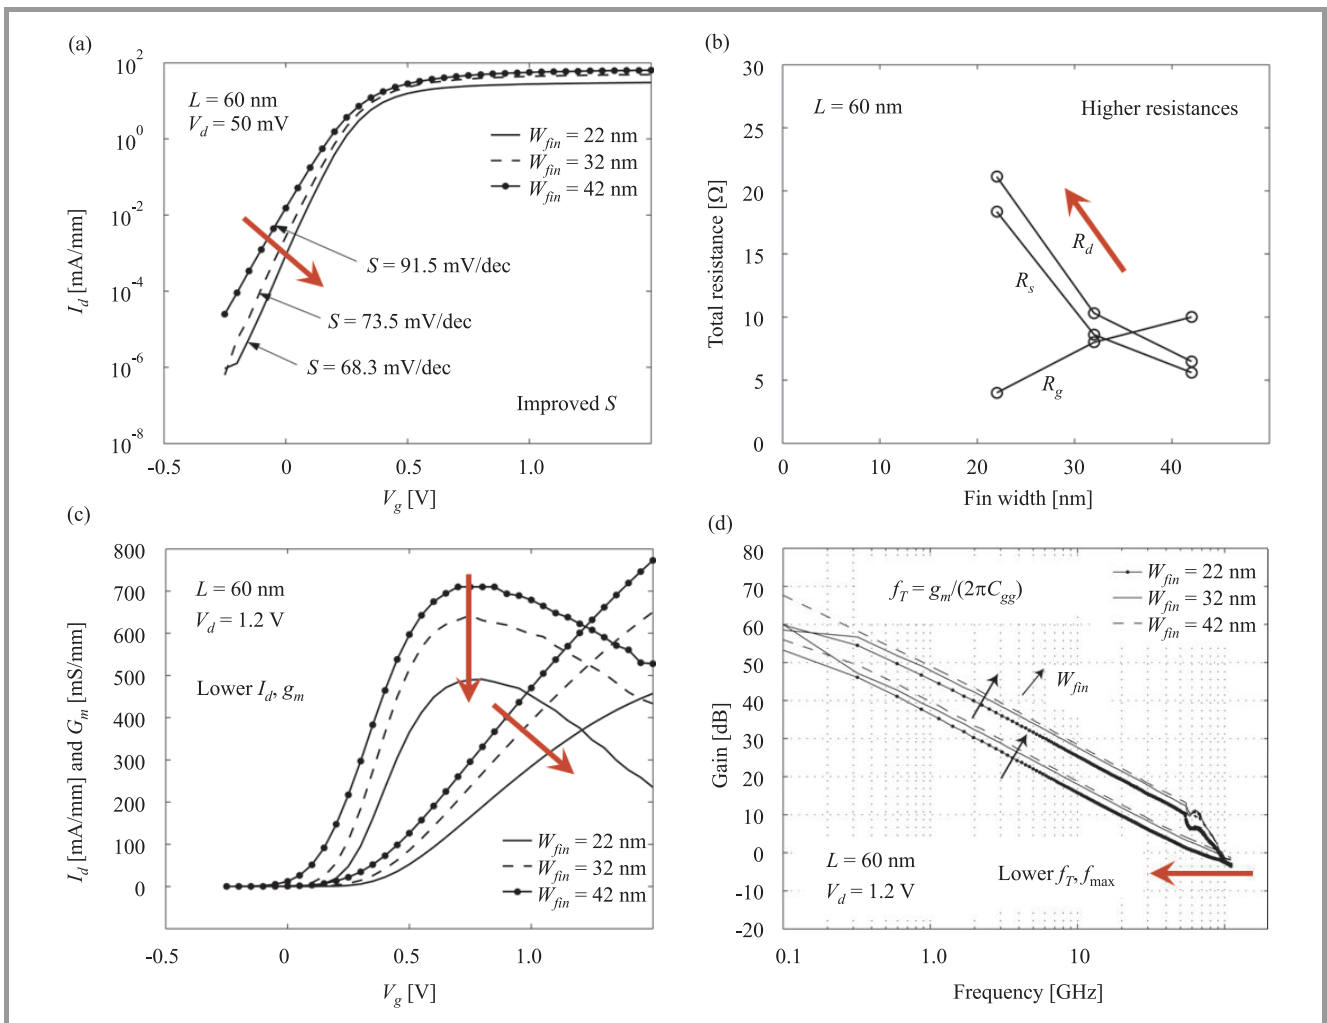 (a)
10^2
10^0
10^-2
10^-4
10^-6
10^-8
I_d [mA/mm]
L = 60 nm
V_d = 50 mV
W_fin = 22 nm
W_fin = 32 nm
W_fin = 42 nm
S = 91.5 mV/dec
S = 73.5 mV/dec
S = 68.3 mV/dec
Improved S
-0.5 0 0.5 1.0
V_g [V]
(b)
30
25
20
15
10
5
0
Total resistance [Ω]
L = 60 nm
Higher resistances
R_d
R_s
R_g
0 10 20 30 40
Fin width [nm]
(c)
800
700
600
500
400
300
200
100
0
I_d [mA/mm] and G_m [mS/mm]
L = 60 nm
V_d = 1.2 V
Lower I_d, g_m
W_fin = 22 nm
W_fin = 32 nm
W_fin = 42 nm
-0.5 0 0.5 1.0
V_g [V]
(d)
80
70
60
50
40
30
20
10
0
-10
-20
Gain [dB]
f_T = g_m/(2πC_gg)
W_fin = 22 nm
W_fin = 32 nm
W_fin = 42 nm
W_fin
L = 60 nm
V_d = 1.2 V
Lower f_T, f_max
0.1 1.0 10
Frequency [GHz]